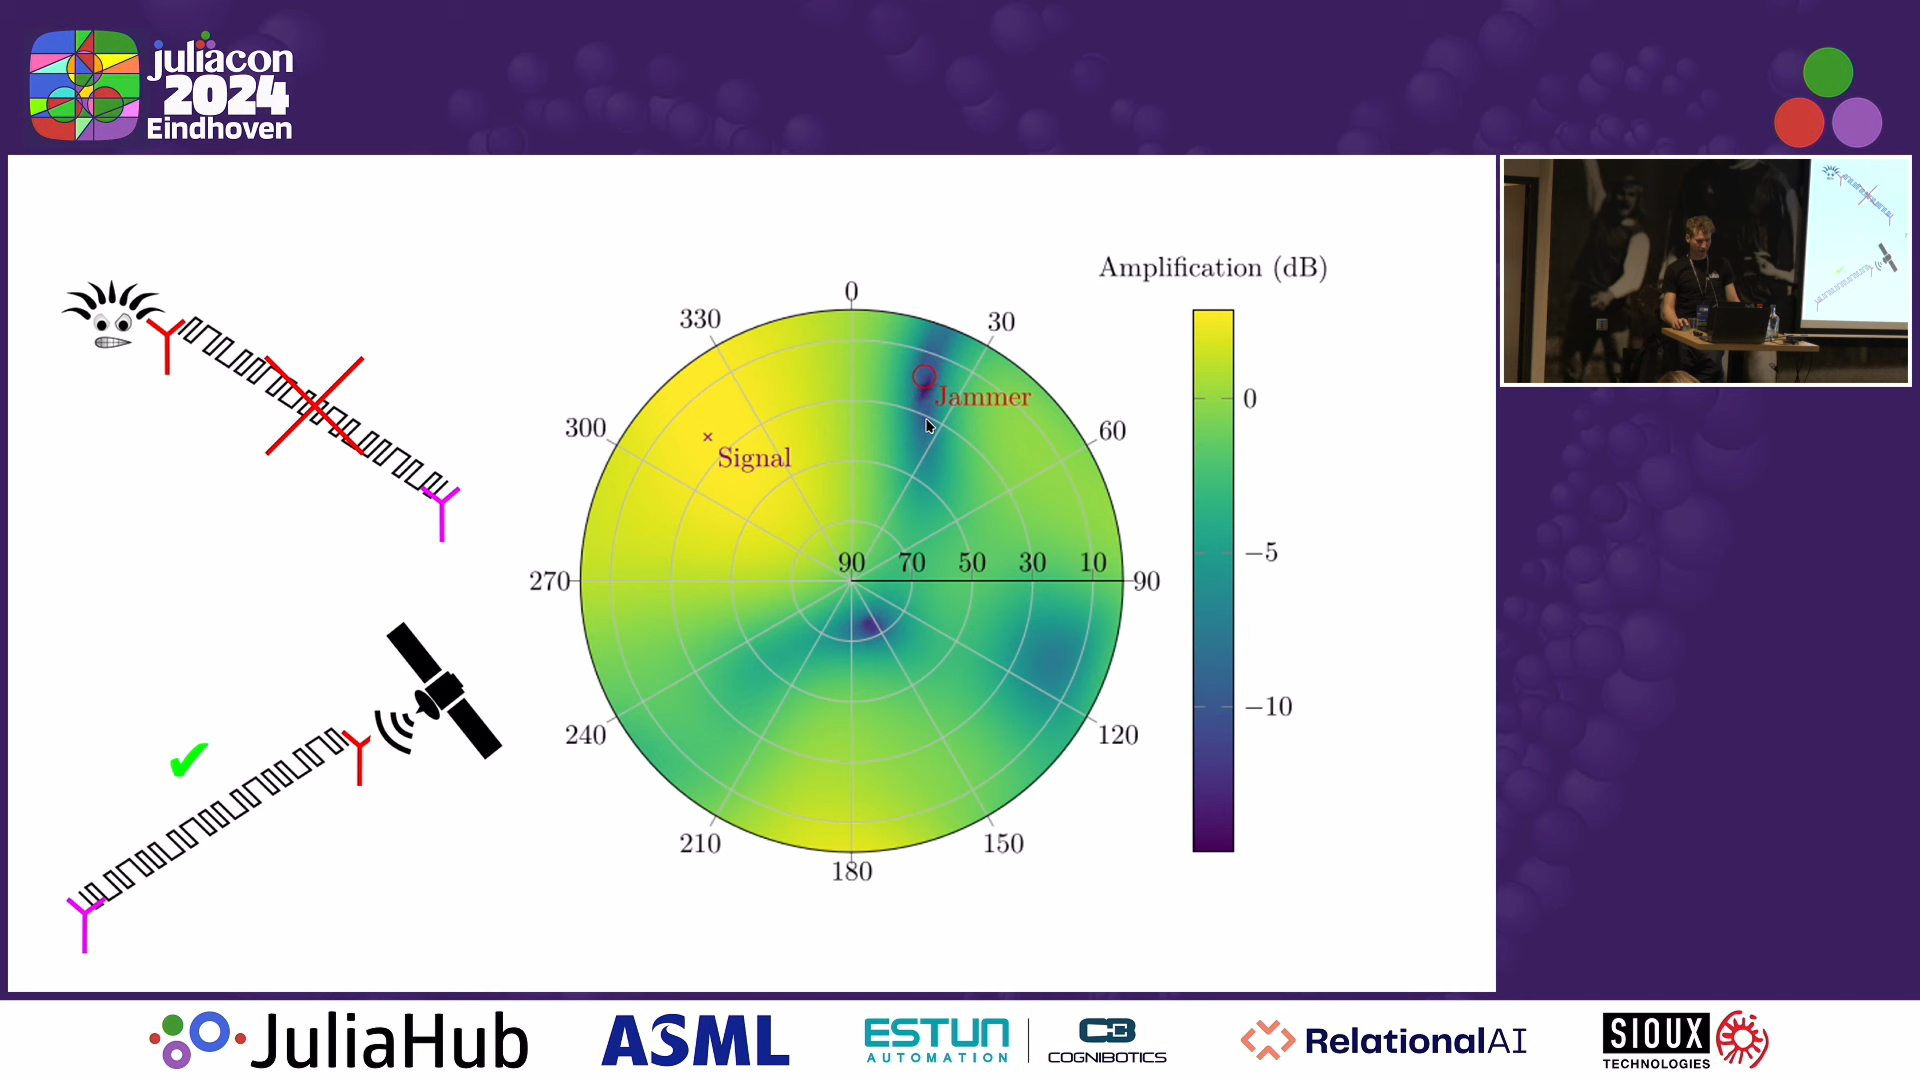 juliacon
2024
Eindhoven
Amplification (dB)
0
330
30
Jammer
0
300
60
Signal
−5
90
70
50
30
10
270
90
−10
240
120
210
150
180
JuliaHub
ASML
ESTUN
AUTOMATION
COGNIBOTICS
RelationalAI
SIOUX
TECHNOLOGIES